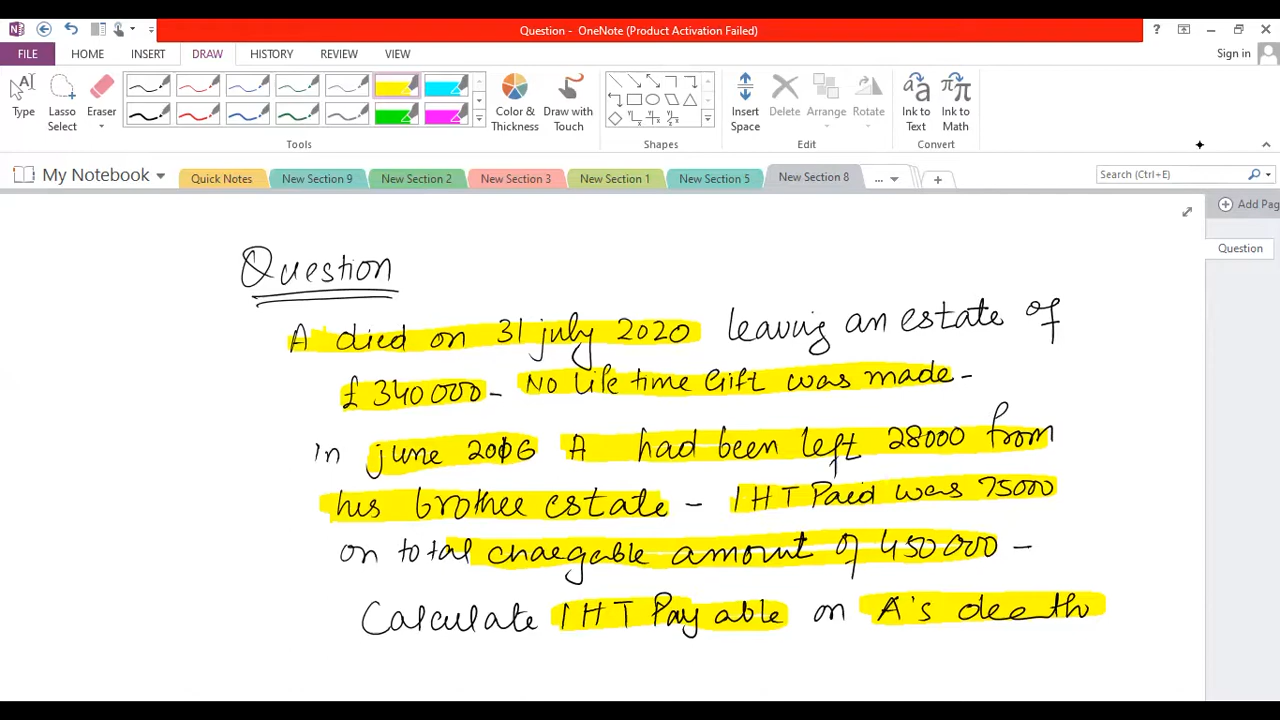 Question - OneNote (Product Activation Failed)
FILE HOME INSERT DRAW HISTORY REVIEW VIEW Sign in
Type Lasso Select Eraser Color & Thickness Draw with Touch Insert Space Delete Arrange Rotate Ink to Text Ink to Math
Tools Shapes Edit Convert
My Notebook Quick Notes New Section 9 New Section 2 New Section 3 New Section 1 New Section 5 New Section 8 ... Search (Ctrl+E)
Add Pag
Question
Question
A died on 31 july 2020 leaving an estate of
£340000- No life time Gift was made -
in june 2016 A had been left 28000 from
his brother estate - IHT Paid was 75000
on total chargable amount of 450000 -
Calculate IHT Payable on A's death